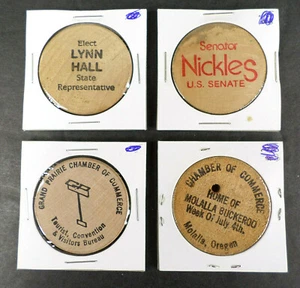 Elect
LYNN
HALL
State
Representative
Senator
Nickles
U.S. SENATE
GRAND PRAIRIE CHAMBER OF COMMERCE
Tourist, Convention
& Visitors Bureau
CHAMBER OF COMMERCE
HOME OF
MOLALLA BUCKEROO
Week Of July 4th.
Molalla, Oregon